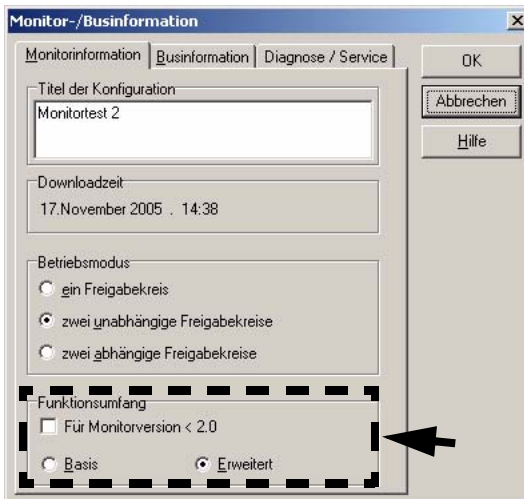 Monitor-/Businformation
Monitorinformation Businformation Diagnose / Service
OK
Abbrechen
Hilfe
Titel der Konfiguration
Monitortest 2
Downloadzeit
17.November 2005 . 14:38
Betriebsmodus
ein Freigabekreis
zwei unabhängige Freigabekreise
zwei abhängige Freigabekreise
Funktionsumfang
Für Monitorversion < 2.0
Basis Erweitert